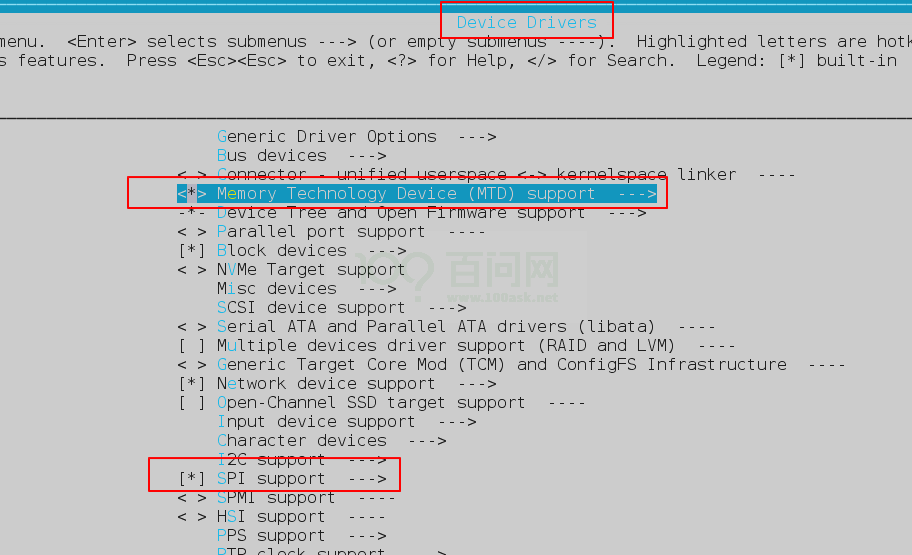 Device Drivers
menu.  <Enter> selects submenus ---> (or empty submenus ----).  Highlighted letters are hotk
s features.  Press <Esc><Esc> to exit, <?> for Help, </> for Search.  Legend: [*] built-in
Generic Driver Options  --->
Bus devices  --->
< > Connector - unified userspace <-> kernelspace linker  ----
<*> Memory Technology Device (MTD) support  --->
-*- Device Tree and Open Firmware support  --->
< > Parallel port support  ----
[*] Block devices  --->
< > NVMe Target support
Misc devices  --->
SCSI device support  --->
< > Serial ATA and Parallel ATA drivers (libata)  ----
[ ] Multiple devices driver support (RAID and LVM)  ----
< > Generic Target Core Mod (TCM) and ConfigFS Infrastructure  ----
[*] Network device support  --->
[ ] Open-Channel SSD target support  ----
Input device support  --->
Character devices  --->
I2C support  --->
[*] SPI support  --->
< > SPMI support  ----
< > HSI support  ----
PPS support  --->
PTP clock support  --->
百问网
www.100ask.net